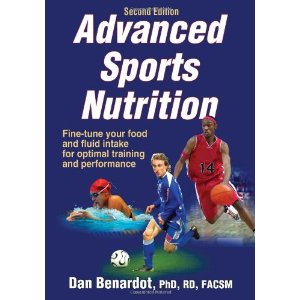 Second Edition
Advanced
Sports
Nutrition
Fine-tune your food
and fluid intake
for optimal training
and performance
14
Dan Benardot, PhD, RD, FACSM